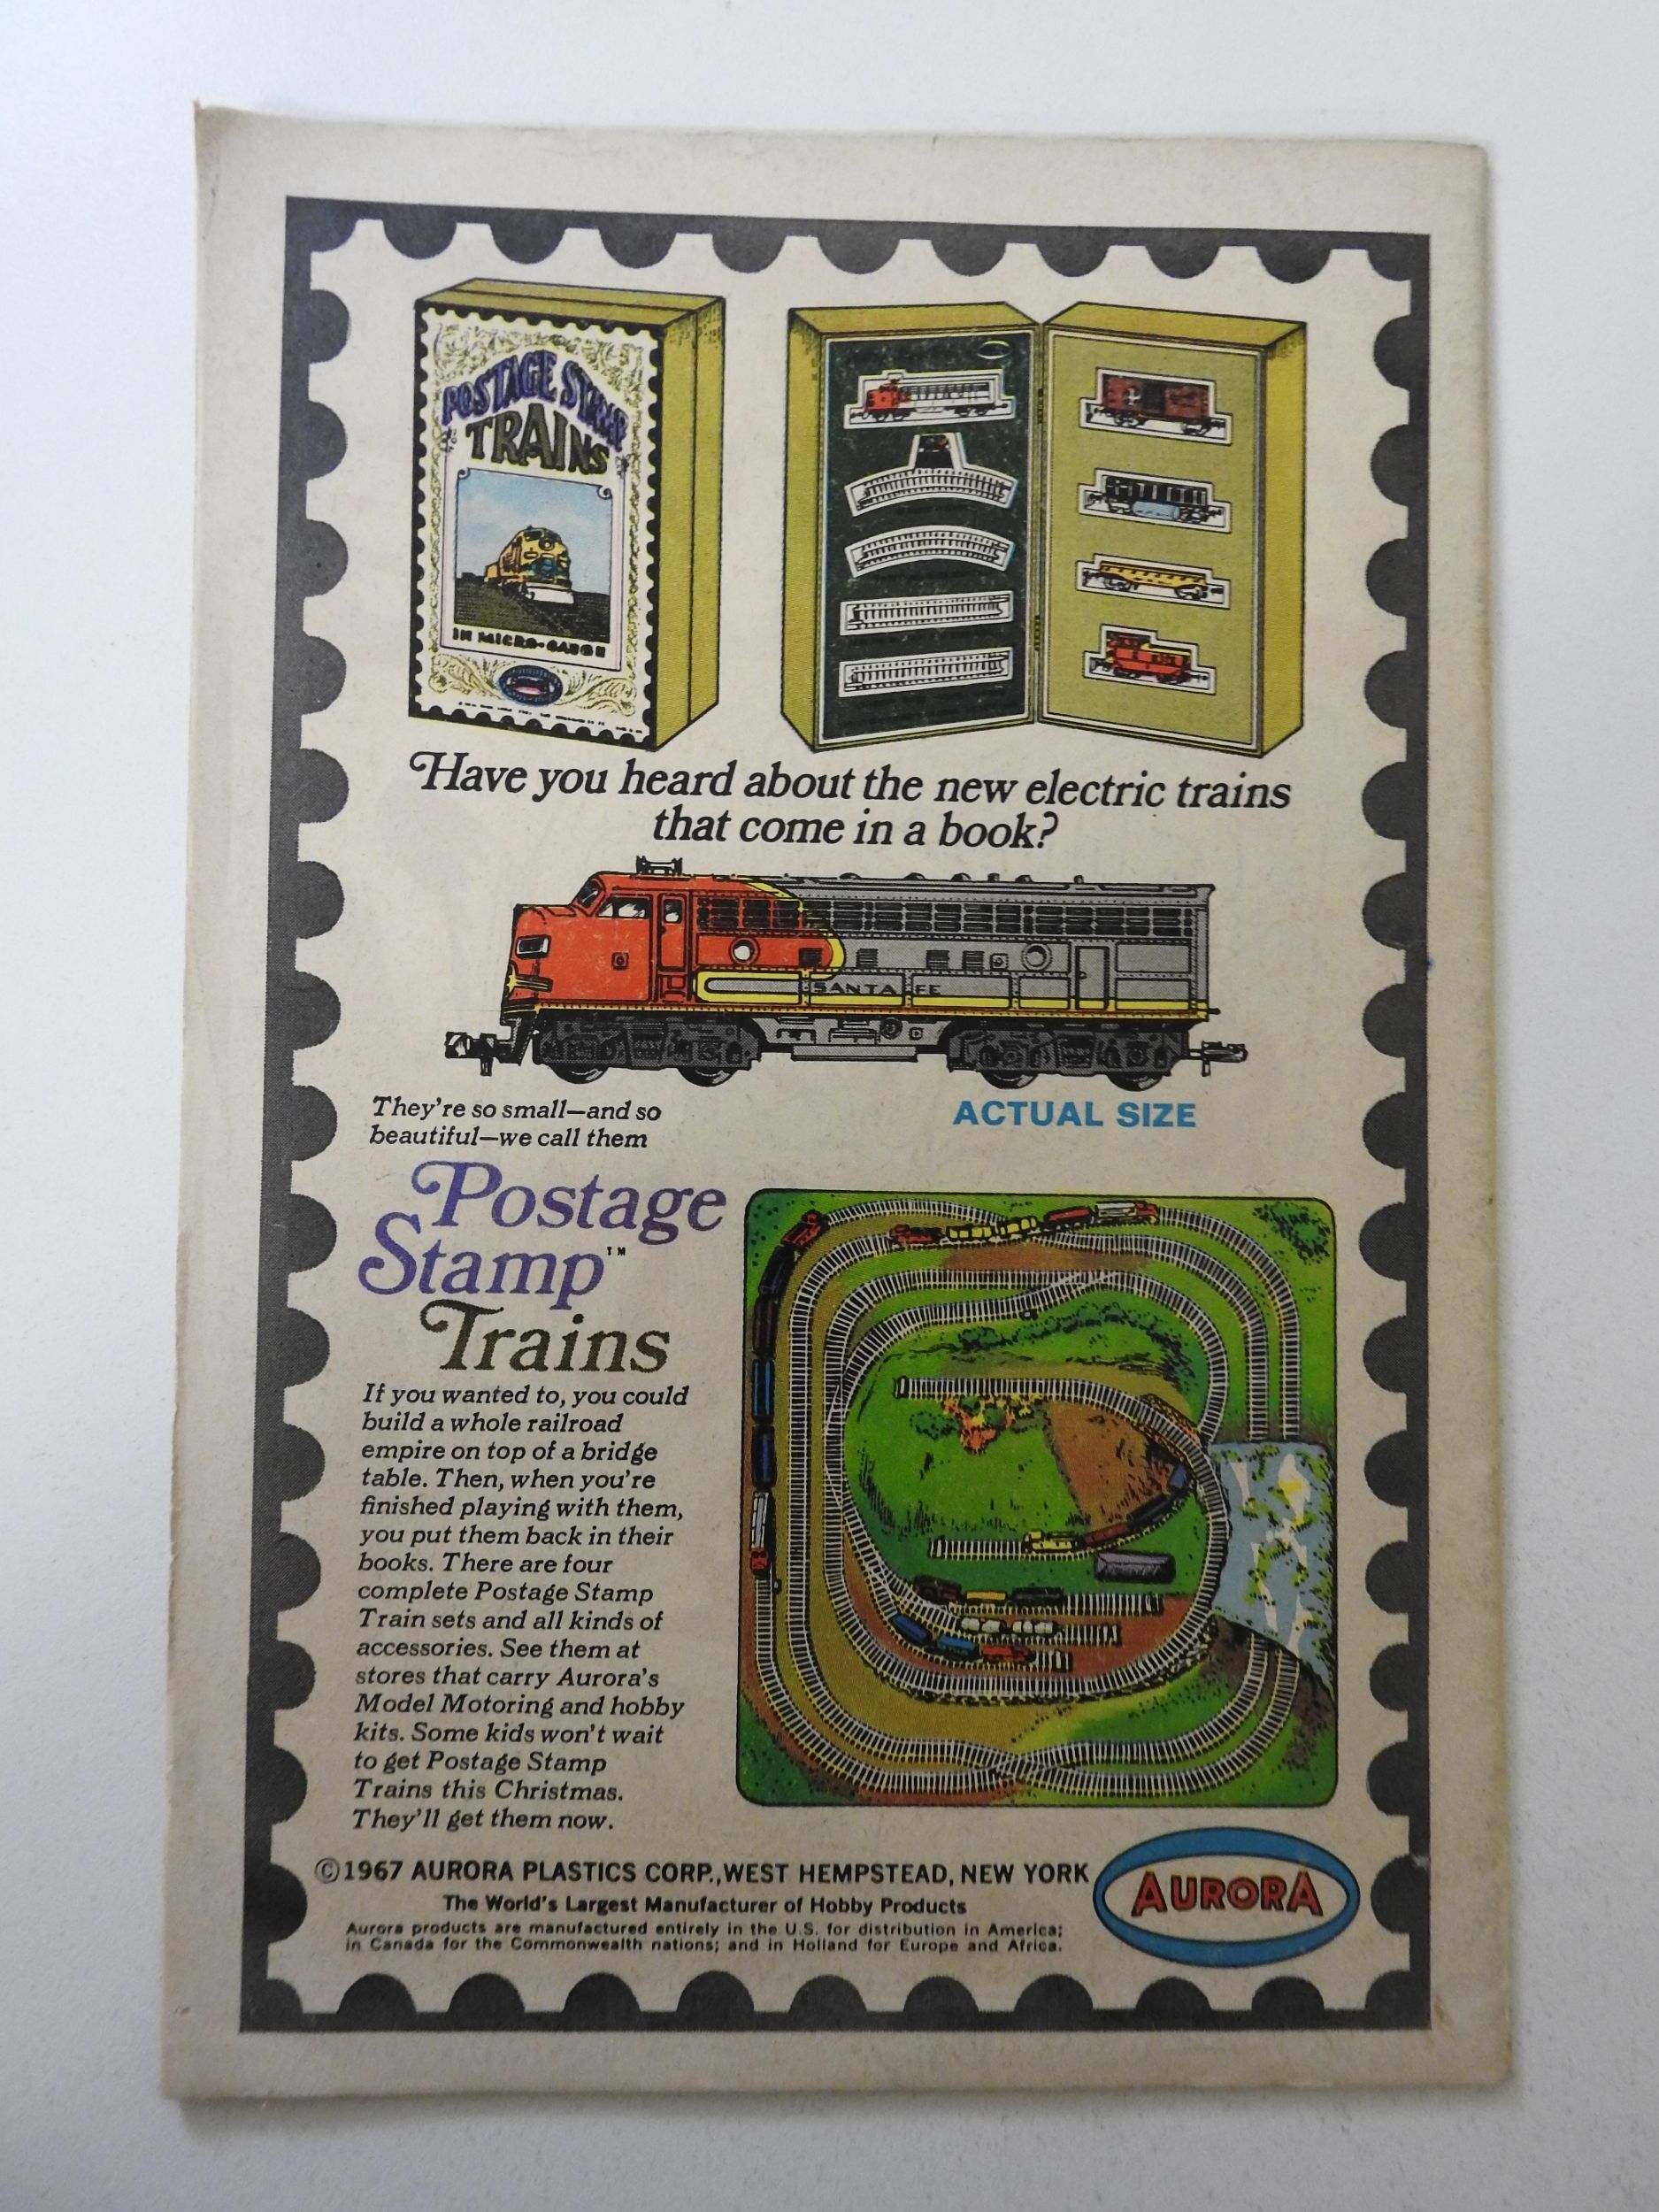 POSTAGE STAMP
TRAINS
IN MICRO-GAUGE
Have you heard about the new electric trains
that come in a book?
SANTA FE
They're so small—and so
beautiful—we call them
ACTUAL SIZE
Postage
Stamp™
Trains
If you wanted to, you could
build a whole railroad
empire on top of a bridge
table. Then, when you're
finished playing with them,
you put them back in their
books. There are four
complete Postage Stamp
Train sets and all kinds of
accessories. See them at
stores that carry Aurora's
Model Motoring and hobby
kits. Some kids won't wait
to get Postage Stamp
Trains this Christmas.
They'll get them now.
©1967 AURORA PLASTICS CORP., WEST HEMPSTEAD, NEW YORK
The World's Largest Manufacturer of Hobby Products
Aurora products are manufactured entirely in the U.S. for distribution in America;
in Canada for the Commonwealth nations; and in Holland for Europe and Africa.
AURORA